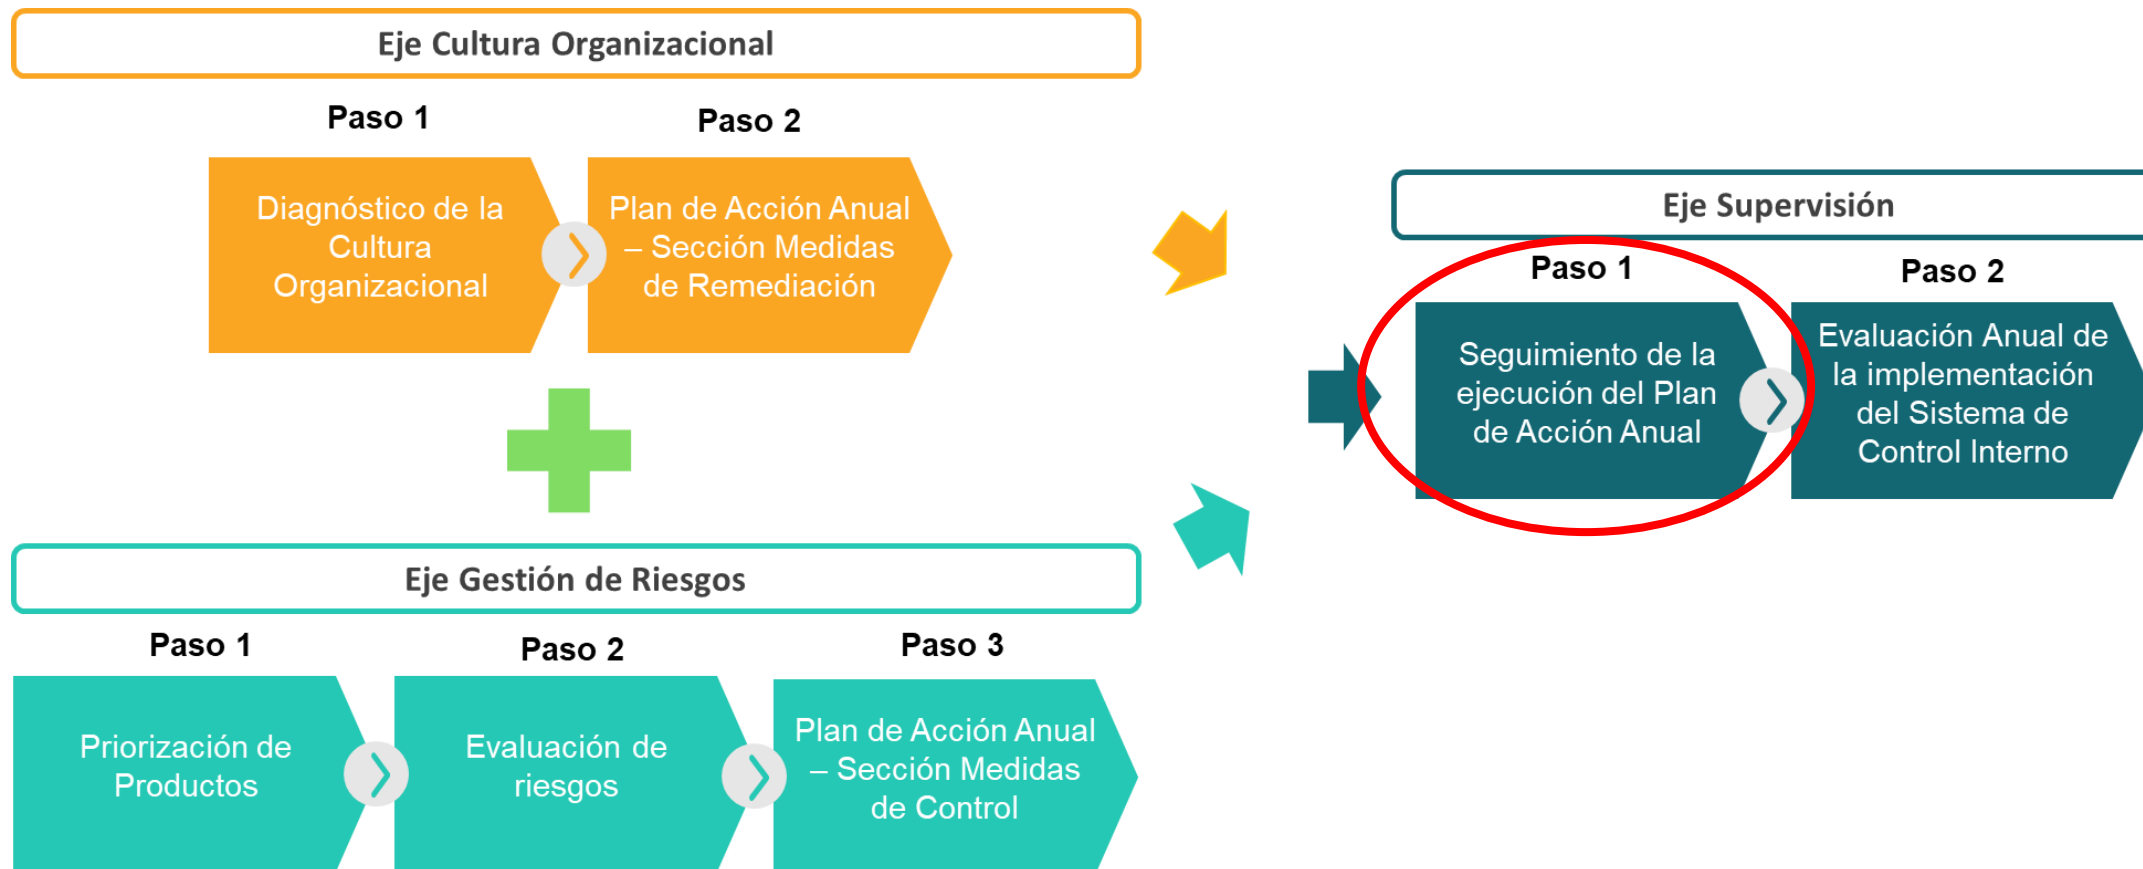 Eje Cultura Organizacional
Paso 1
Paso 2
Diagnóstico de la
Cultura
Organizacional
Plan de Acción Anual
– Sección Medidas
de Remediación
Eje Gestión de Riesgos
Paso 1
Paso 2
Paso 3
Priorización de
Productos
Evaluación de
riesgos
Plan de Acción Anual
– Sección Medidas
de Control
Eje Supervisión
Paso 1
Paso 2
Seguimiento de la
ejecución del Plan
de Acción Anual
Evaluación Anual de
la implementación
del Sistema de
Control Interno